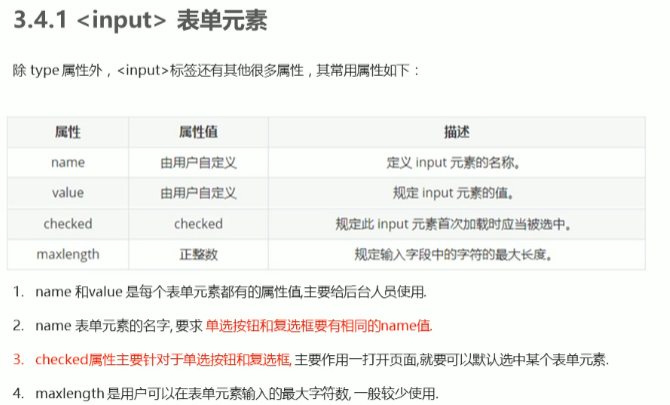 3.4.1 <input> 表单元素
除 type 属性外，<input>标签还有其他很多属性，其常用属性如下：
属性 属性值 描述
name 由用户自定义 定义 input 元素的名称。
value 由用户自定义 规定 input 元素的值。
checked checked 规定此 input 元素首次加载时应当被选中。
maxlength 正整数 规定输入字段中的字符的最大长度。
1. name 和value 是每个表单元素都有的属性值,主要给后台人员使用.
2. name 表单元素的名字, 要求 单选按钮和复选框要有相同的name值.
3. checked属性主要针对于单选按钮和复选框, 主要作用一打开页面,就要可以默认选中某个表单元素.
4. maxlength 是用户可以在表单元素输入的最大字符数, 一般较少使用.